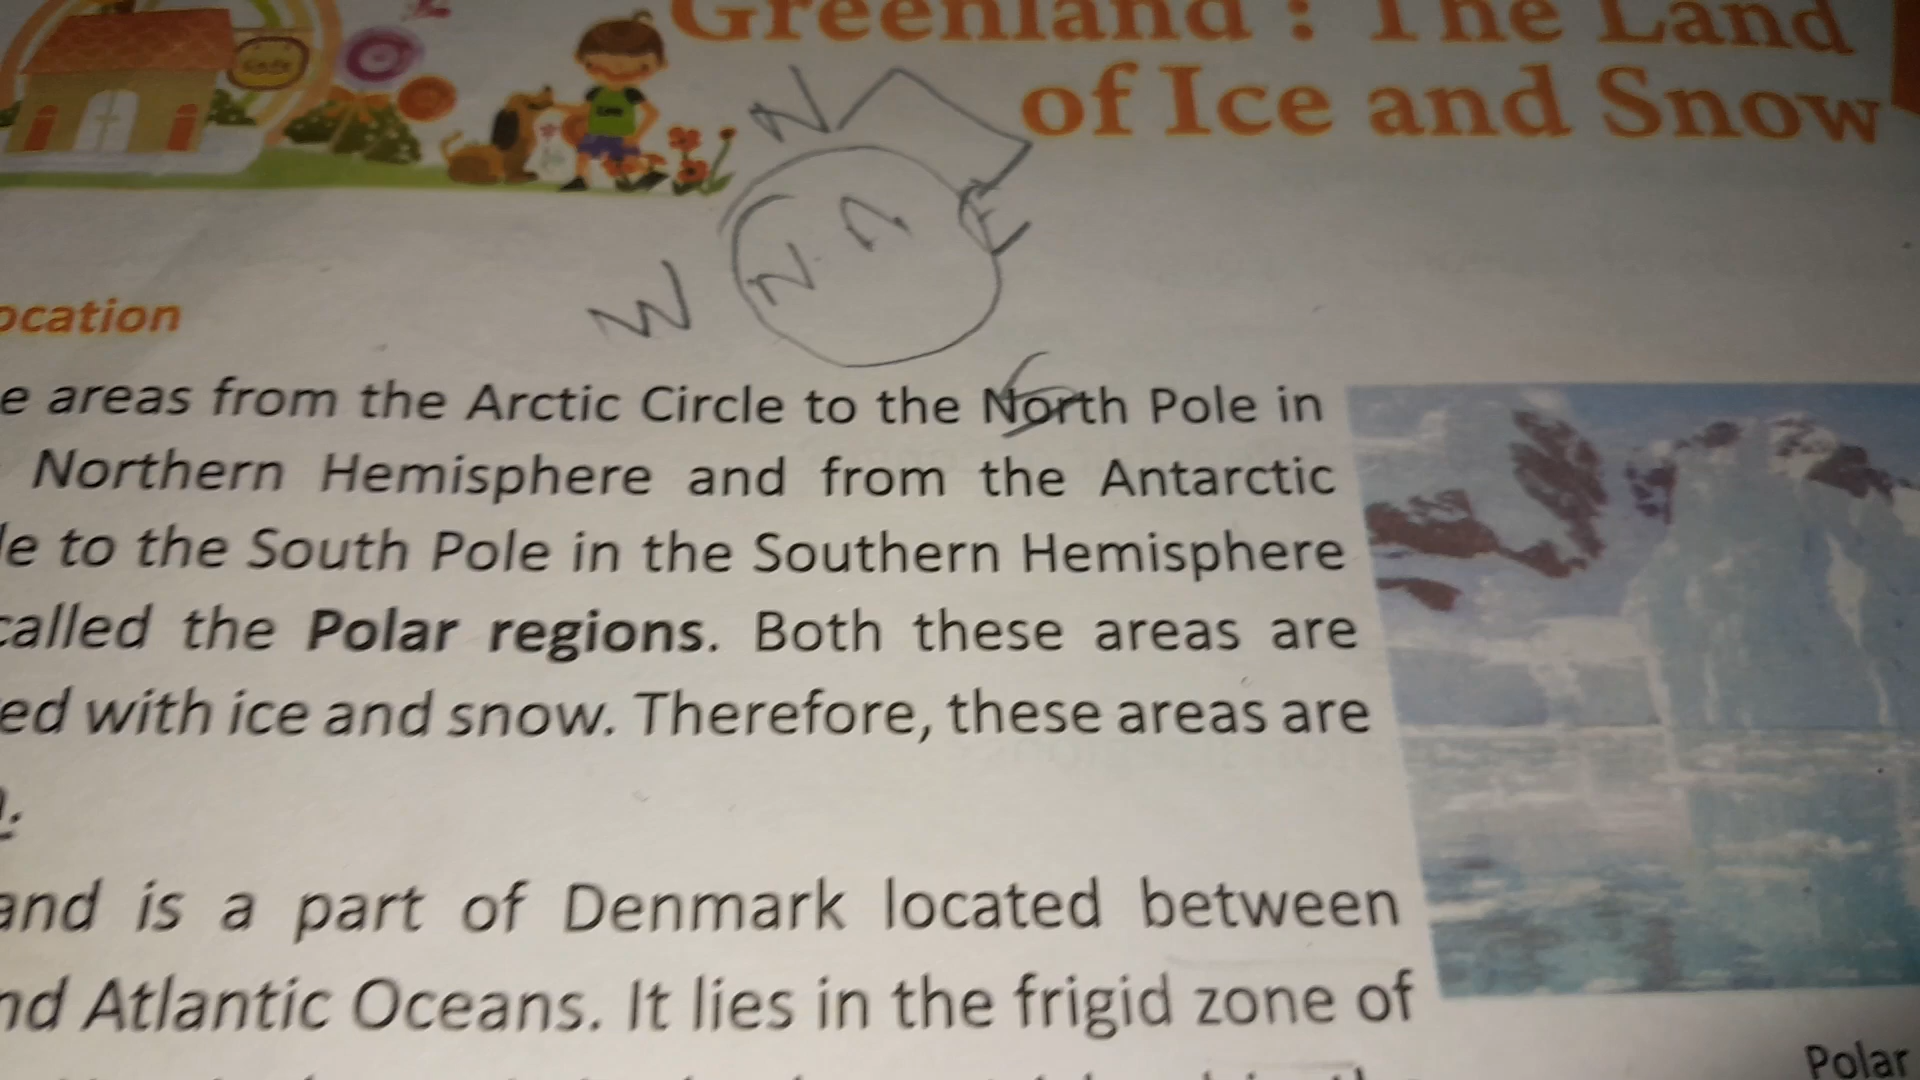 Greenland : The Land
of Ice and Snow
N
E
N.A
W
ocation
e areas from the Arctic Circle to the North Pole in
Northern Hemisphere and from the Antarctic
le to the South Pole in the Southern Hemisphere
called the Polar regions. Both these areas are
ed with ice and snow. Therefore, these areas are
and is a part of Denmark located between
nd Atlantic Oceans. It lies in the frigid zone of
Polar